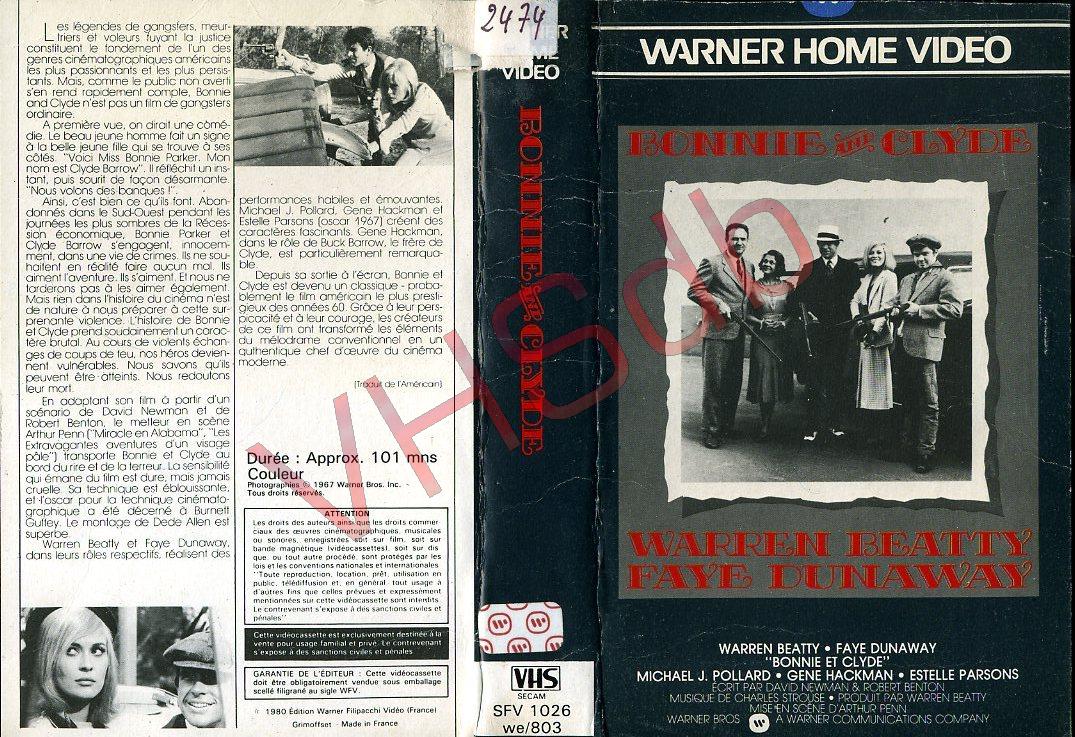 Les légendes de gangsters, meur-
triers et voleurs fuyant la justice
constituent le fondement de l'un des
genres cinématographiques américains
les plus passionnants et les plus persis-
tants. Mais, comme le public non averti
s'en rend rapidement compte, Bonnie
and Clyde n'est pas un film de gangsters
ordinaire.
A première vue, on dirait une comé-
die. Le beau jeune homme fait un signe
à la belle jeune fille qui se trouve à ses
côtés. "Voici Miss Bonnie Parker. Mon
nom est Clyde Barrow". Il réfléchit un ins-
tant, puis sourit de façon désarmante.
"Nous volons des banques !".
Ainsi, c'est bien ce qu'ils font. Aban-
donnés dans le Sud-Ouest pendant les
journées les plus sombres de la Réces-
sion économique, Bonnie Parker et
Clyde Barrow s'engagent, innocem-
ment, dans une vie de crimes. Ils ne sou-
haitent en réalité faire aucun mal. Ils
aiment l'aventure. Ils s'aiment. Et nous ne
tarderons pas à les aimer également.
Mais rien dans l'histoire du cinéma n'est
de nature à nous préparer à cette sur-
prenante violence. L'histoire de Bonnie
et Clyde prend soudainement un carac-
tère brutal. Au cours de violents échan-
ges de coups de feu, nos héros devien-
nent vulnérables. Nous savons qu'ils
peuvent être atteints. Nous redoutons
leur mort.
En adaptant son film à partir d'un
scénario de David Newman et de
Robert Benton, le metteur en scène
Arthur Penn ("Miracle en Alabama", "Les
Extravagantes aventures d'un visage
pâle") transporte Bonnie et Clyde au
bord du rire et de la terreur. La sensibilité
qui émane du film est dure, mais jamais
cruelle. Sa technique est éblouissante,
et l'oscar pour la technique cinémato-
graphique a été décerné à Burnett
Guffey. Le montage de Dede Allen est
superbe.
Warren Beatty et Faye Dunaway,
dans leurs rôles respectifs, réalisent des
performances habiles et émouvantes.
Michael J. Pollard, Gene Hackman et
Estelle Parsons (oscar 1967) créent des
caractères fascinants. Gene Hackman,
dans le rôle de Buck Barrow, le frère de
Clyde, est particulièrement remarqua-
ble.
Depuis sa sortie à l'écran, Bonnie et
Clyde est devenu un classique - proba-
blement le film américain le plus presti-
gieux des années 60. Grâce à leur pers-
picacité et à leur courage, les créateurs
de ce film ont transformé les éléments
du mélodrame conventionnel en un
authentique chef d'œuvre du cinéma
moderne.
(Traduit de l'Américain)
Durée : Approx. 101 mns
Couleur
Photographies © 1967 Warner Bros. Inc. -
Tous droits réservés.
ATTENTION
Les droits des auteurs ainsi que les droits commer-
ciaux des œuvres cinématographiques, musicales
ou sonores, enregistrées soit sur film, soit sur
bande magnétique (vidéocassettes), soit sur dis-
que, ou tout autre procédé, sont protégés par les
lois et les conventions nationales et internationales.
"Toute reproduction, location, prêt, utilisation en
public, télédiffusion et, en général, tout usage à
d'autres fins que celles prévues et expressément
mentionnées sur cette vidéocassette sont interdits.
Le contrevenant s'expose à des sanctions civiles et
pénales"
Cette vidéocassette est exclusivement destinée à la
vente pour usage familial et privé. Le contrevenant
s'expose à des sanctions civiles et pénales
GARANTIE DE L'ÉDITEUR : Cette vidéocassette
doit être obligatoirement vendue sous emballage
scellé filigrané au sigle WFV.
© 1980 Édition Warner Filipacchi Vidéo (France)
Grimoffset - Made in France
2474
VIDEO
BONNIE AND CLYDE
VHS
SECAM
SFV 1026
we/803
WARNER HOME VIDEO
BONNIE AND CLYDE
WARREN BEATTY
FAYE DUNAWAY
WARREN BEATTY • FAYE DUNAWAY
"BONNIE ET CLYDE"
MICHAEL J. POLLARD • GENE HACKMAN • ESTELLE PARSONS
ÉCRIT PAR DAVID NEWMAN & ROBERT BENTON
MUSIQUE DE CHARLES STROUSE • PRODUIT PAR WARREN BEATTY
MISE EN SCÈNE D'ARTHUR PENN
WARNER BROS A WARNER COMMUNICATIONS COMPANY
VHSdb